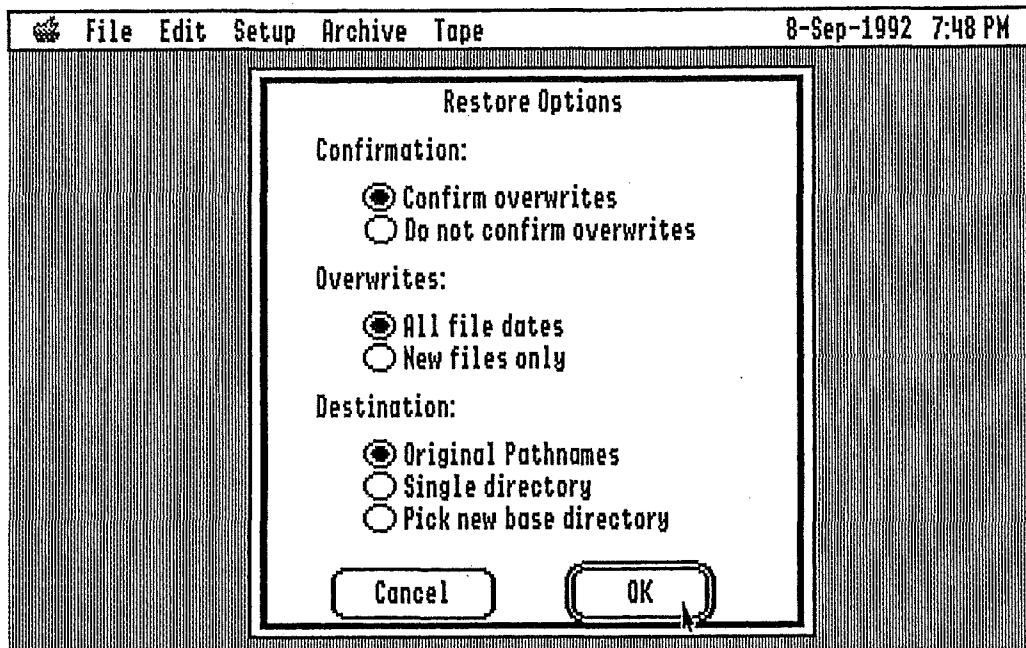 File Edit Setup Archive Tape 8-Sep-1992 7:48 PM
Restore Options
Confirmation:
Confirm overwrites
Do not confirm overwrites
Overwrites:
All file dates
New files only
Destination:
Original Pathnames
Single directory
Pick new base directory
Cancel OK